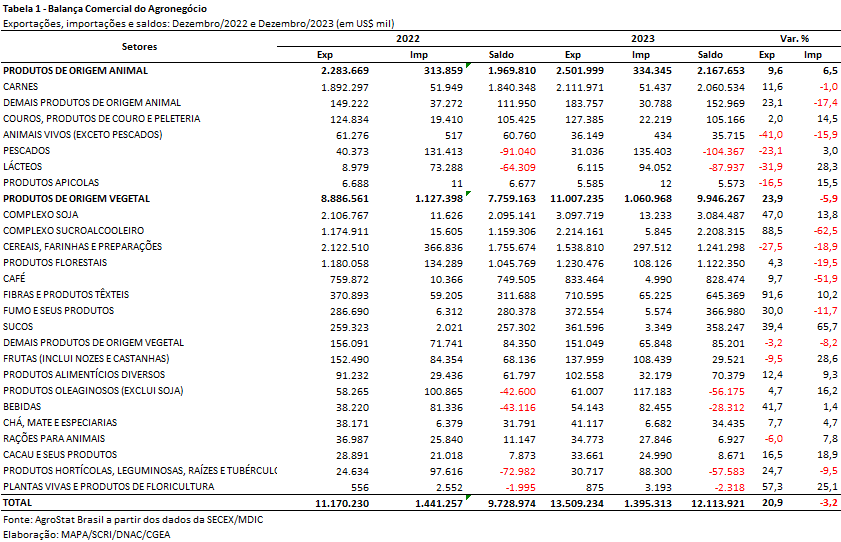 Tabela 1 - Balança Comercial do Agronegócio
Exportações, importações e saldos: Dezembro/2022 e Dezembro/2023 (em US$ mil)
Setores 2022 2023 Var. %
Exp Imp Saldo Exp Imp Saldo Exp Imp
PRODUTOS DE ORIGEM ANIMAL 2.283.669 313.859 1.969.810 2.501.999 334.345 2.167.653 9,6 6,5
CARNES 1.892.297 51.949 1.840.348 2.111.971 51.437 2.060.534 11,6 -1,0
DEMAIS PRODUTOS DE ORIGEM ANIMAL 149.222 37.272 111.950 183.757 30.788 152.969 23,1 -17,4
COUROS, PRODUTOS DE COURO E PELETERIA 124.834 19.410 105.425 127.385 22.219 105.166 2,0 14,5
ANIMAIS VIVOS (EXCETO PESCADOS) 61.276 517 60.760 36.149 434 35.715 -41,0 -15,9
PESCADOS 40.373 131.413 -91.040 31.036 135.403 -104.367 -23,1 3,0
LÁCTEOS 8.979 73.288 -64.309 6.115 94.052 -87.937 -31,9 28,3
PRODUTOS APICOLAS 6.688 11 6.677 5.585 12 5.573 -16,5 15,5
PRODUTOS DE ORIGEM VEGETAL 8.886.561 1.127.398 7.759.163 11.007.235 1.060.968 9.946.267 23,9 -5,9
COMPLEXO SOJA 2.106.767 11.626 2.095.141 3.097.719 13.233 3.084.487 47,0 13,8
COMPLEXO SUCROALCOOLEIRO 1.174.911 15.605 1.159.306 2.214.161 5.845 2.208.315 88,5 -62,5
CEREAIS, FARINHAS E PREPARAÇÕES 2.122.510 366.836 1.755.674 1.538.810 297.512 1.241.298 -27,5 -18,9
PRODUTOS FLORESTAIS 1.180.058 134.289 1.045.769 1.230.476 108.126 1.122.350 4,3 -19,5
CAFÉ 759.872 10.366 749.505 833.464 4.990 828.474 9,7 -51,9
FIBRAS E PRODUTOS TÊXTEIS 370.893 59.205 311.688 710.595 65.225 645.369 91,6 10,2
FUMO E SEUS PRODUTOS 286.690 6.312 280.378 372.554 5.574 366.980 30,0 -11,7
SUCOS 259.323 2.021 257.302 361.596 3.349 358.247 39,4 65,7
DEMAIS PRODUTOS DE ORIGEM VEGETAL 156.091 71.741 84.350 151.049 65.848 85.201 -3,2 -8,2
FRUTAS (INCLUI NOZES E CASTANHAS) 152.490 84.354 68.136 137.959 108.439 29.521 -9,5 28,6
PRODUTOS ALIMENTÍCIOS DIVERSOS 91.232 29.436 61.797 102.558 32.179 70.379 12,4 9,3
PRODUTOS OLEAGINOSOS (EXCLUI SOJA) 58.265 100.865 -42.600 61.007 117.183 -56.175 4,7 16,2
BEBIDAS 38.220 81.336 -43.116 54.143 82.455 -28.312 41,7 1,4
CHÁ, MATE E ESPECIARIAS 38.171 6.379 31.791 41.117 6.682 34.435 7,7 4,7
RAÇÕES PARA ANIMAIS 36.987 25.840 11.147 34.773 27.846 6.927 -6,0 7,8
CACAU E SEUS PRODUTOS 28.891 21.018 7.873 33.661 24.990 8.671 16,5 18,9
PRODUTOS HORTÍCOLAS, LEGUMINOSAS, RAÍZES E TUBÉRCULO 24.634 97.616 -72.982 30.717 88.300 -57.583 24,7 -9,5
PLANTAS VIVAS E PRODUTOS DE FLORICULTURA 556 2.552 -1.995 875 3.193 -2.318 57,3 25,1
TOTAL 11.170.230 1.441.257 9.728.974 13.509.234 1.395.313 12.113.921 20,9 -3,2
Fonte: AgroStat Brasil a partir dos dados da SECEX/MDIC
Elaboração: MAPA/SCRI/DNAC/CGEA